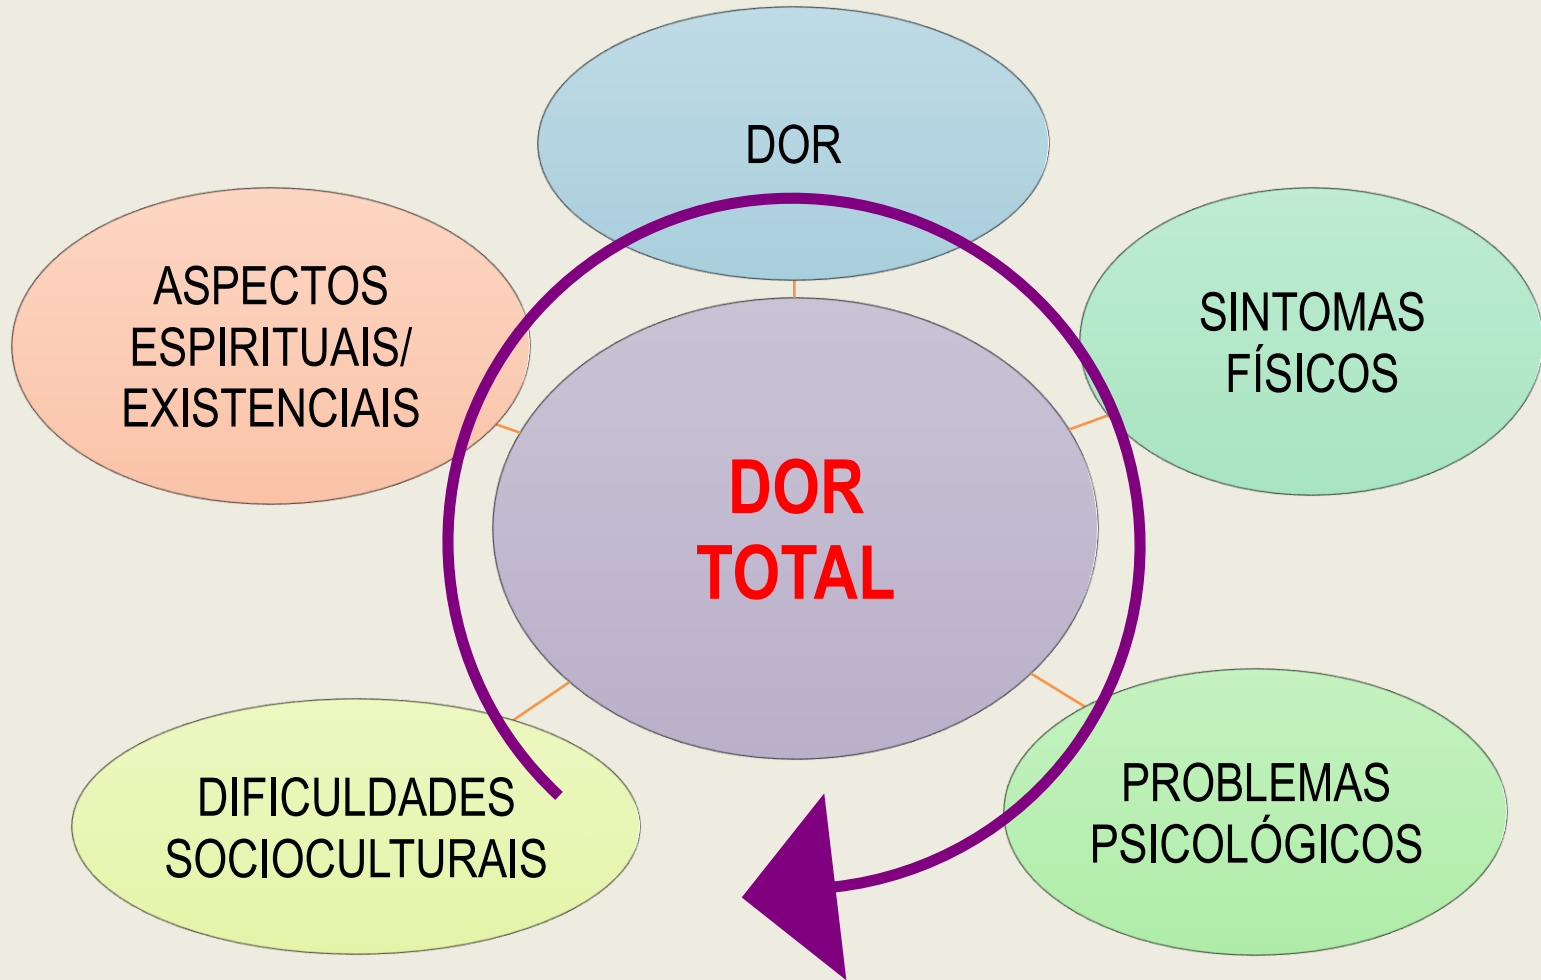 DOR
SINTOMAS
FÍSICOS
PROBLEMAS
PSICOLÓGICOS
DIFICULDADES
SOCIOCULTURAIS
ASPECTOS
ESPIRITUAIS/
EXISTENCIAIS
DOR
TOTAL